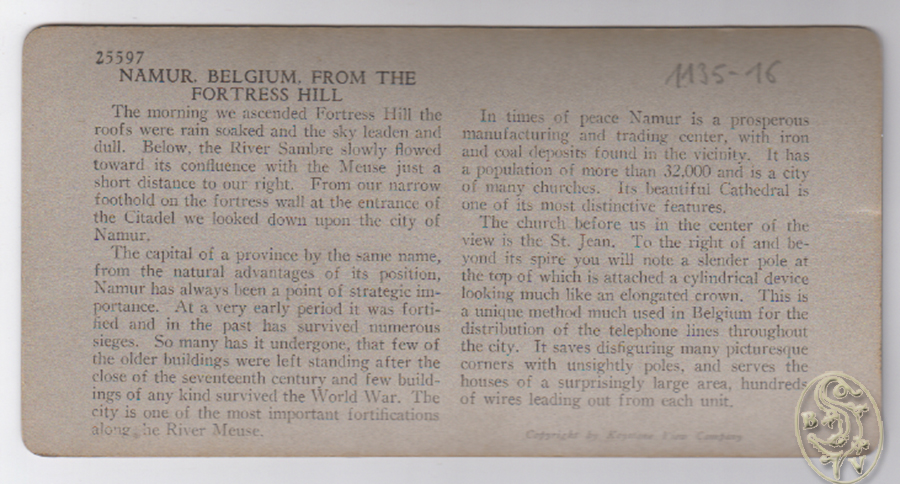 25597
NAMUR, BELGIUM, FROM THE
FORTRESS HILL
The morning we ascended Fortress Hill the
roofs were rain soaked and the sky leaden and
dull. Below, the River Sambre slowly flowed
toward its confluence with the Meuse just a
short distance to our right. From our narrow
foothold on the fortress wall at the entrance of
the Citadel we looked down upon the city of
Namur.
The capital of a province by the same name,
from the natural advantages of its position,
Namur has always been a point of strategic im-
portance. At a very early period it was forti-
fied and in the past has survived numerous
sieges. So many has it undergone, that few of
the older buildings were left standing after the
close of the seventeenth century and few build-
ings of any kind survived the World War. The
city is one of the most important fortifications
along he River Meuse.
1135-16
In times of peace Namur is a prosperous
manufacturing and trading center, with iron
and coal deposits found in the vicinity. It has
a population of more than 32,000 and is a city
of many churches. Its beautiful Cathedral is
one of its most distinctive features.
The church before us in the center of the
view is the St. Jean. To the right of and be-
yond its spire you will note a slender pole at
the top of which is attached a cylindrical device
looking much like an elongated crown. This is
a unique method much used in Belgium for the
distribution of the telephone lines throughout
the city. It saves disfiguring many picturesque
corners with unsightly poles, and serves the
houses of a surprisingly large area, hundreds
of wires leading out from each unit.
Copyright by Keystone View Company